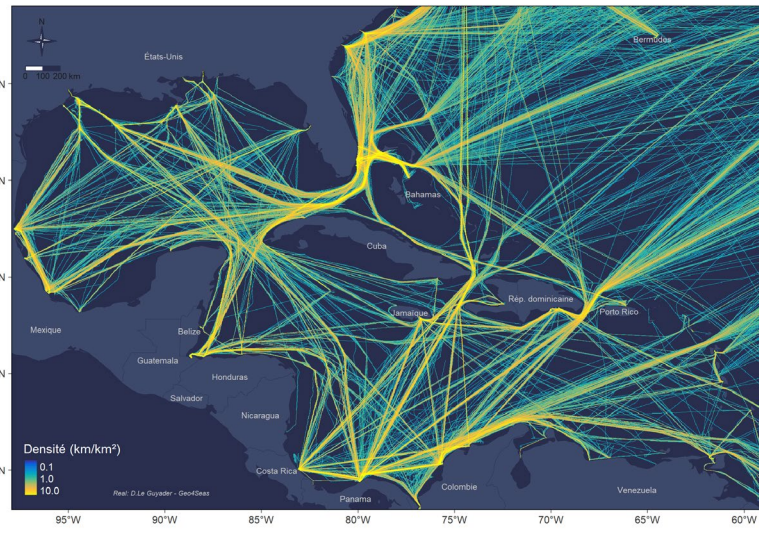 N
0 100 200 km
États-Unis
Bermudes
N
N
Bahamas
Cuba
N
Rép. dominicaine
Jamaïque
Porto Rico
Mexique
Belize
Guatemala
N
Honduras
Salvador
Nicaragua
Densité (km/km²)
0.1
1.0
10.0
Costa Rica
N
Real: D.Le Guyader - Geo4Seas
Colombie
Venezuela
Panama
95°W 90°W 85°W 80°W 75°W 70°W 65°W 60°W